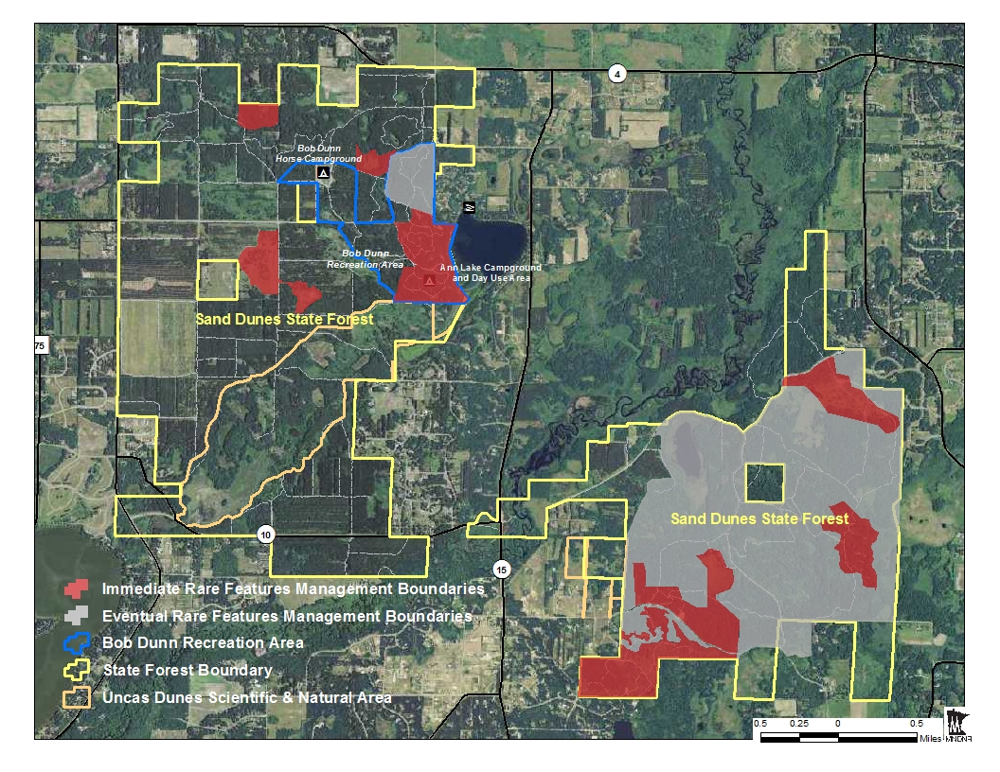 4
Bob Dunn
Horse Campground
Bob Dunn
Recreation Area
Ann Lake Campground
and Day Use Area
Sand Dunes State Forest
75
Sand Dunes State Forest
10
15
Immediate Rare Features Management Boundaries
Eventual Rare Features Management Boundaries
Bob Dunn Recreation Area
State Forest Boundary
Uncas Dunes Scientific & Natural Area
0.5 0.25 0 0.5
Miles
MNDNR